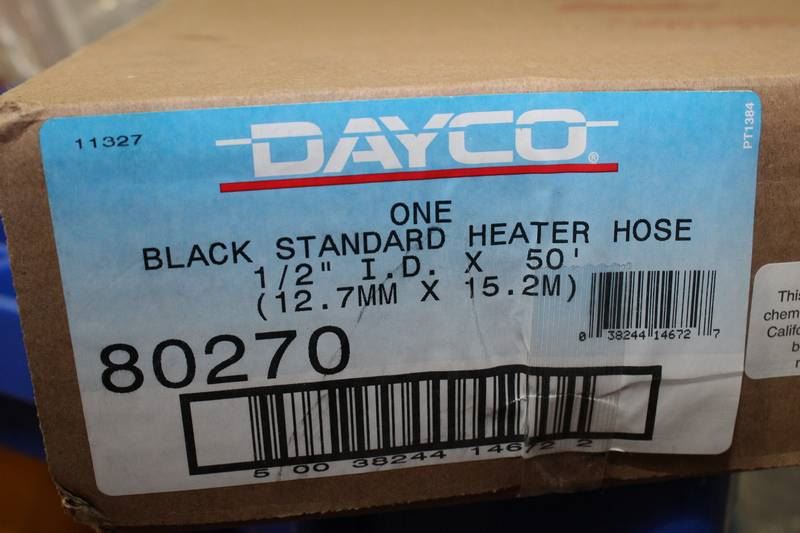 11327
DAYCO®
PT1384
ONE
BLACK STANDARD HEATER HOSE
1/2" I.D. X 50'
(12.7MM X 15.2M)
0 38244 14672 7
80270
5 00 38244 14672 2
This
chem
Califo
b